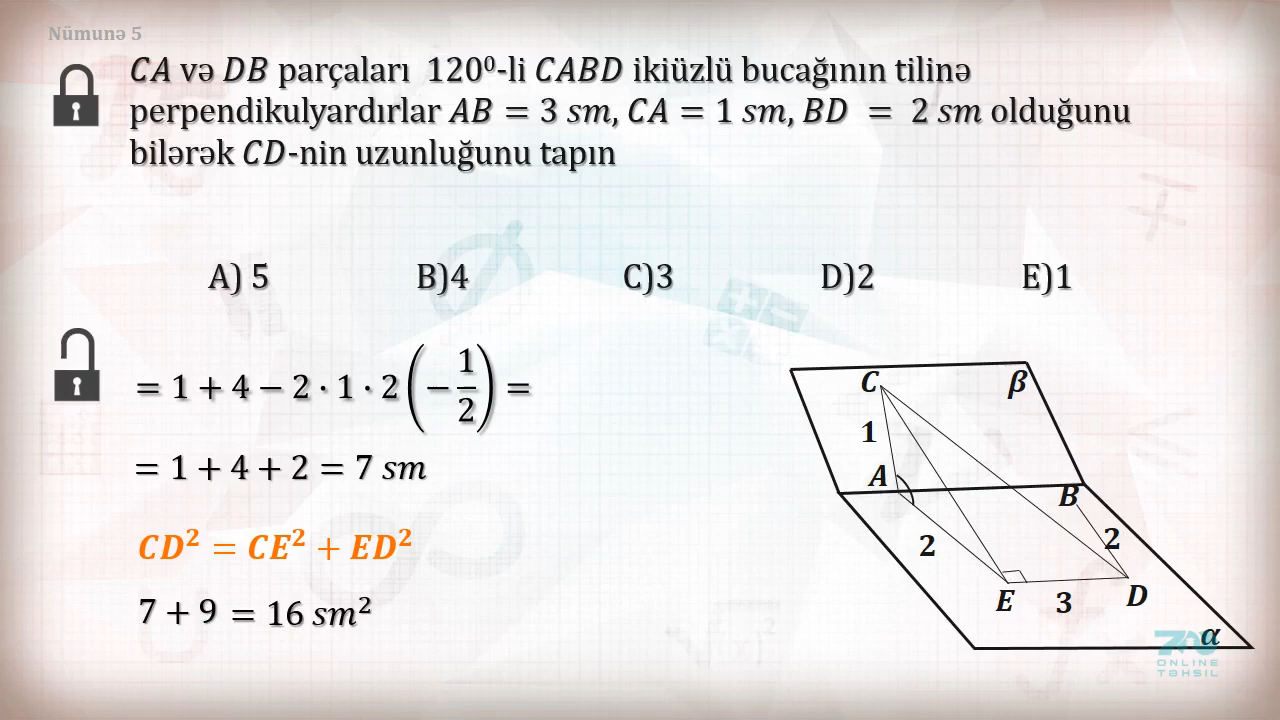 Nümunə 5
CA və DB parçaları 120⁰-li CABD ikiüzlü bucağının tilinə
perpendikulyardırlar AB = 3 sm, CA = 1 sm, BD = 2 sm olduğunu
bilərək CD-nin uzunluğunu tapın
A) 5 B)4 C)3 D)2 E)1
= 1 + 4 − 2 · 1 · 2 (−1/2) =
= 1 + 4 + 2 = 7 sm
CD² = CE² + ED²
7 + 9 = 16 sm²
C β
1
A
B
2 2
E 3 D
α
ONLINE
TƏHSIL